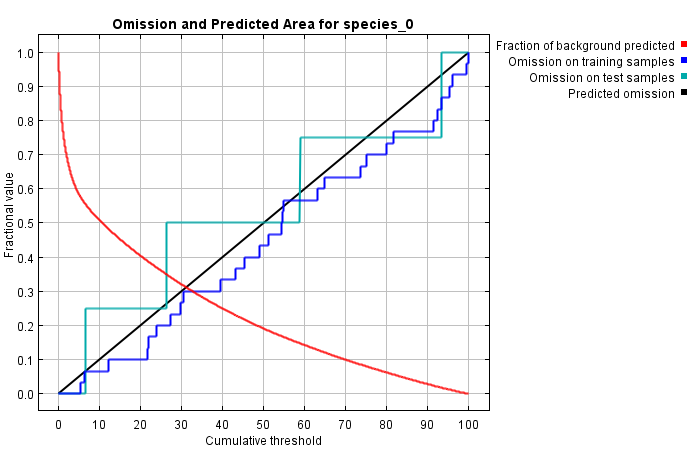 Omission and Predicted Area for species_0
Fraction of background predicted
Omission on training samples
Omission on test samples
Predicted omission
Fractional value
1.0
0.9
0.8
0.7
0.6
0.5
0.4
0.3
0.2
0.1
0.0
0 10 20 30 40 50 60 70 80 90 100
Cumulative threshold